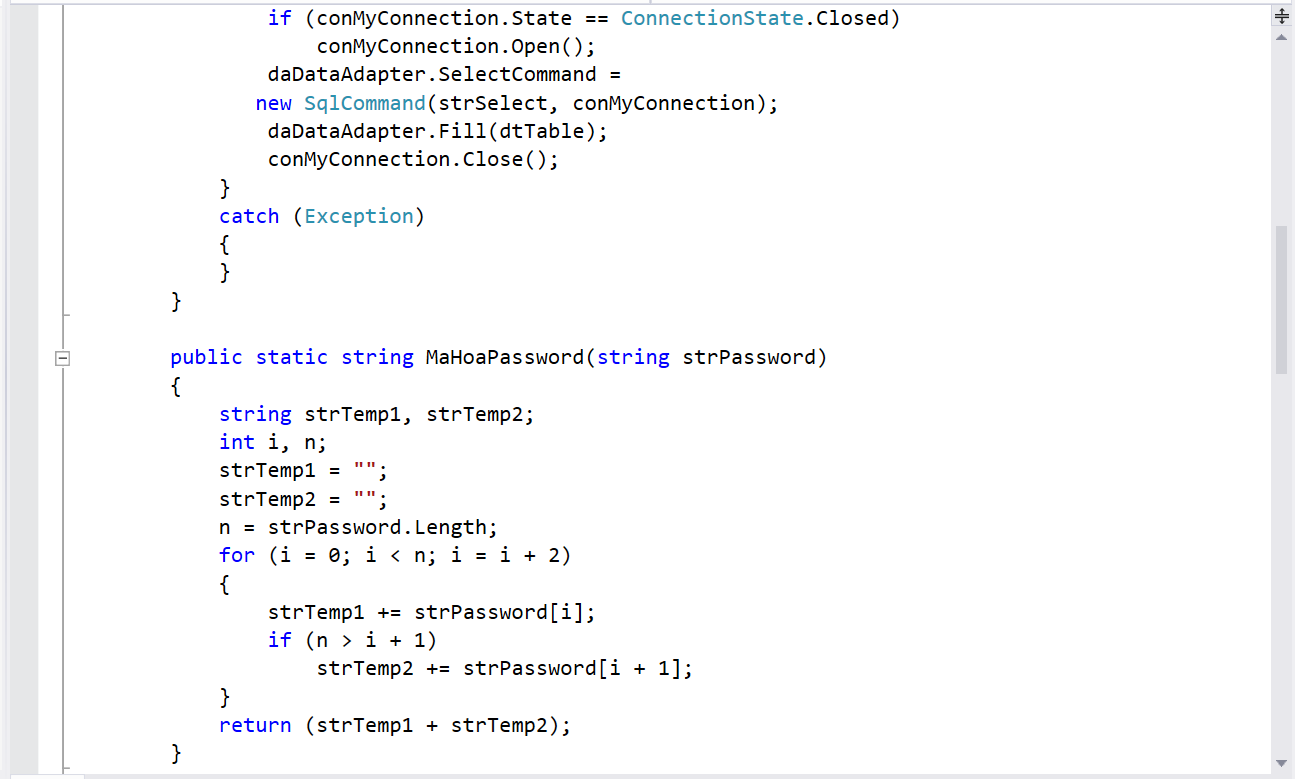 if (conMyConnection.State == ConnectionState.Closed)
conMyConnection.Open();
daDataAdapter.SelectCommand =
new SqlCommand(strSelect, conMyConnection);
daDataAdapter.Fill(dtTable);
conMyConnection.Close();
}
catch (Exception)
{
}
}
public static string MaHoaPassword(string strPassword)
{
string strTemp1, strTemp2;
int i, n;
strTemp1 = "";
strTemp2 = "";
n = strPassword.Length;
for (i = 0; i < n; i = i + 2)
{
strTemp1 += strPassword[i];
if (n > i + 1)
strTemp2 += strPassword[i + 1];
}
return (strTemp1 + strTemp2);
}